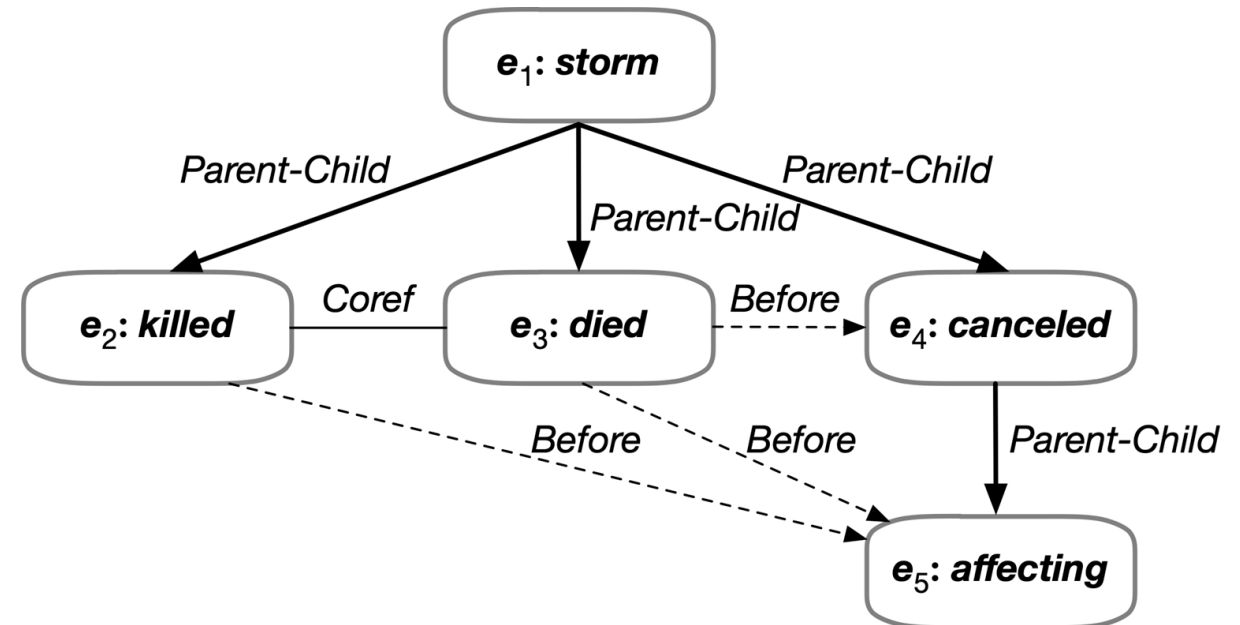 e₁: storm
Parent-Child
Parent-Child
Parent-Child
e₂: killed
Coref
e₃: died
Before
e₄: canceled
Before
Before
Parent-Child
e₅: affecting